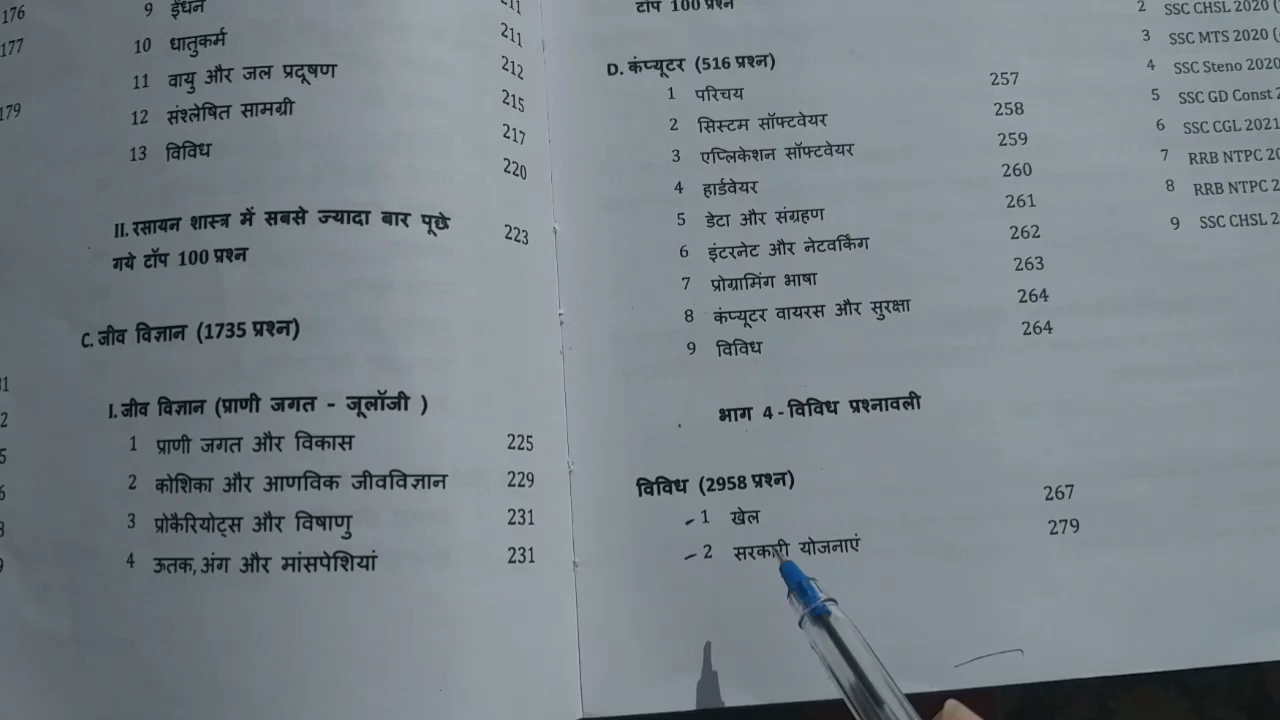 176
177
179
9 ईंधन 211
10 धातुकर्म 211
11 वायु और जल प्रदूषण 212
12 संश्लेषित सामग्री 215
13 विविध 217
220
II. रसायन शास्त्र में सबसे ज्यादा बार पूछे
गये टॉप 100 प्रश्न 223
C. जीव विज्ञान (1735 प्रश्न)
I. जीव विज्ञान (प्राणी जगत - जूलॉजी )
1 प्राणी जगत और विकास 225
2 कोशिका और आणविक जीवविज्ञान 229
3 प्रोकैरियोट्स और विषाणु 231
4 ऊतक, अंग और मांसपेशियां 231
टॉप 100 प्रश्न
D. कंप्यूटर (516 प्रश्न)
1 परिचय 257
2 सिस्टम सॉफ्टवेयर 258
3 एप्लिकेशन सॉफ्टवेयर 259
4 हार्डवेयर 260
5 डेटा और संग्रहण 261
6 इंटरनेट और नेटवर्किंग 262
7 प्रोग्रामिंग भाषा 263
8 कंप्यूटर वायरस और सुरक्षा 264
9 विविध 264
भाग 4 - विविध प्रश्नावली
विविध (2958 प्रश्न)
1 खेल 267
2 सरकारी योजनाएं 279
2 SSC CHSL 2020 (
3 SSC MTS 2020 (
4 SSC Steno 2020
5 SSC GD Const 2
6 SSC CGL 2021
7 RRB NTPC 20
8 RRB NTPC 2
9 SSC CHSL 2